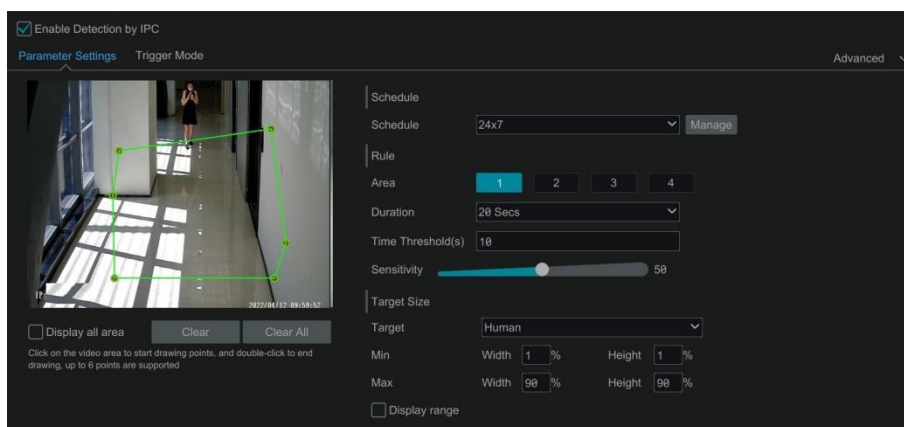 Enable Detection by IPC
Parameter Settings Trigger Mode Advanced
Schedule
Schedule 24x7 Manage
Rule
Area 1 2 3 4
Duration 20 Secs
Time Threshold(s) 10
Sensitivity 50
Target Size
Target Human
Min Width 1 % Height 1 %
Max Width 90 % Height 90 %
Display range
IP
2022/04/12 09:59:52
Display all area Clear Clear All
Click on the video area to start drawing points, and double-click to end
drawing, up to 6 points are supported